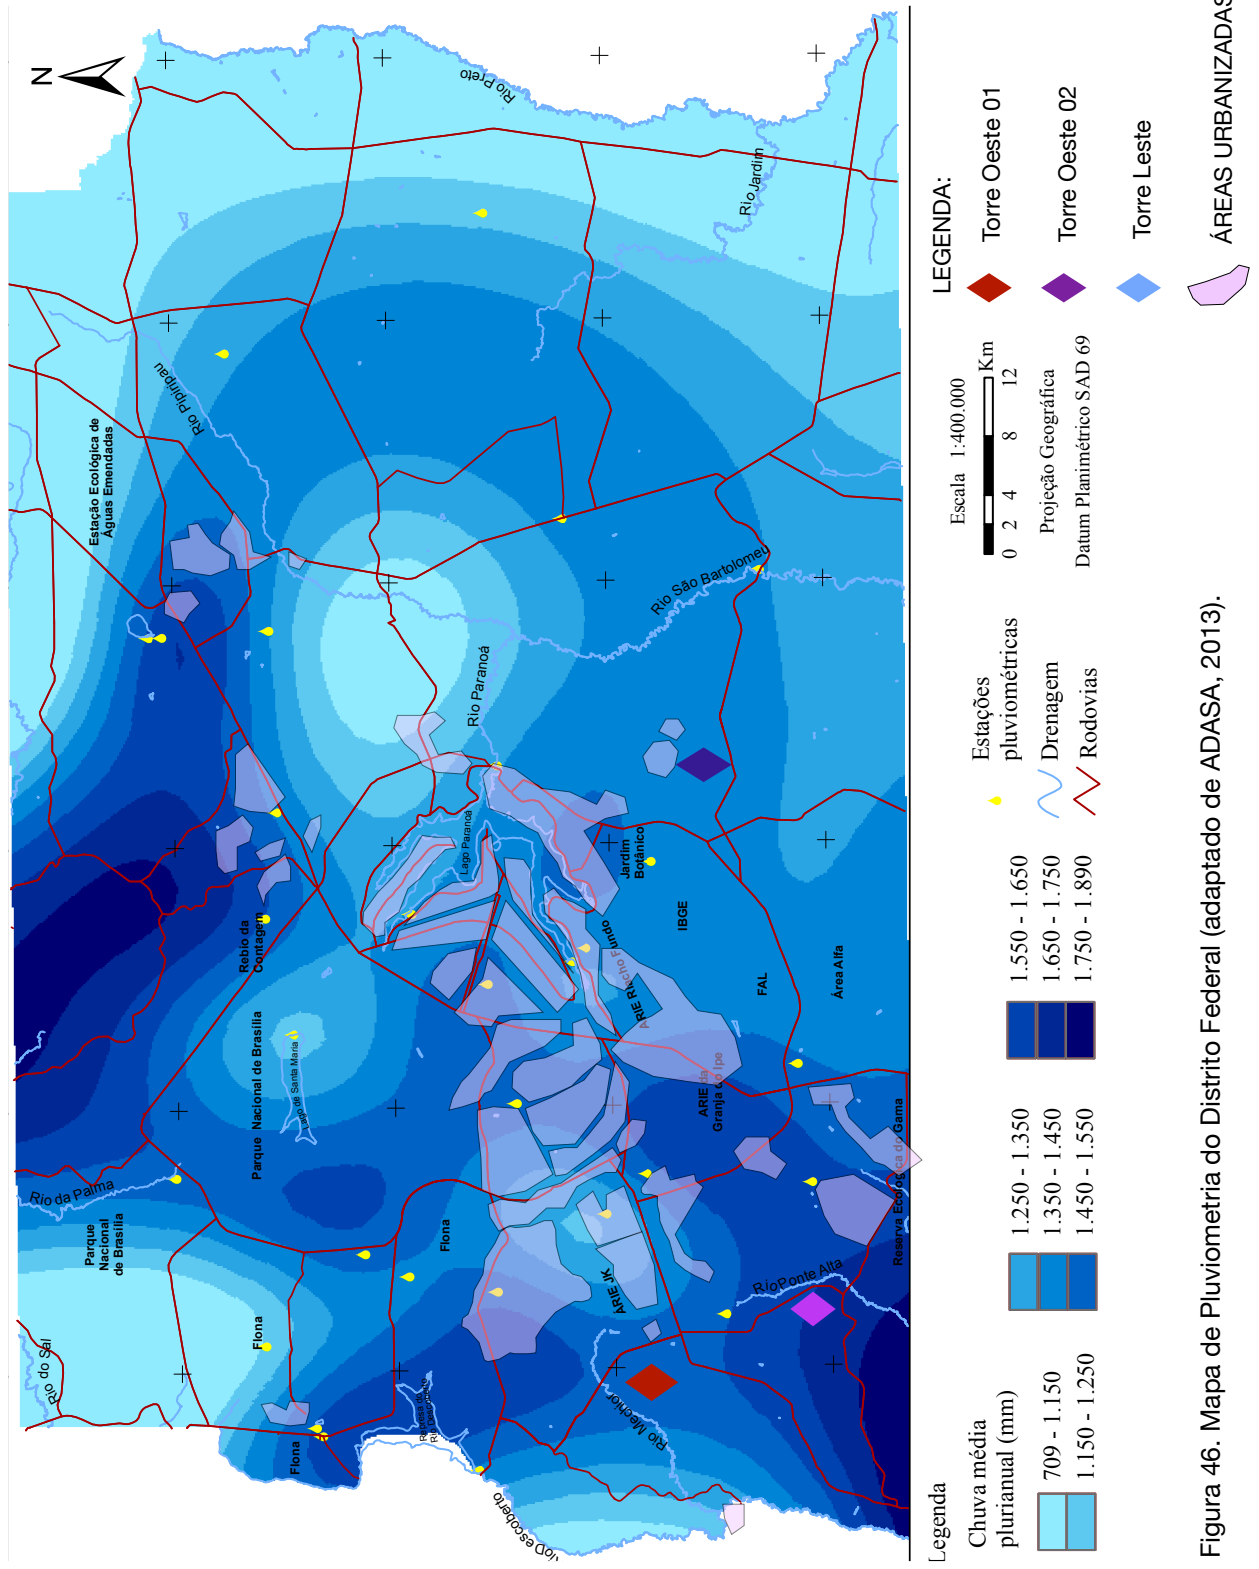 N
Rio Preto
Rio Jardim
Rio Pipiripau
Estação Ecológica de
Águas Emendadas
Rio São Bartolomeu
Rio Paranoá
Lago Paranoá
Jardim
Botânico
IBGE
FAL
Área Alfa
Rebio da
Contagem
ARIE Riacho Fundo
Parque Nacional de Brasília
Lago de Santa Maria
ARIE da
Granja do Ipe
Reserva Ecológica do Gama
Rio da Palma
Parque
Nacional
de Brasília
Flona
ARIE JK
Rio Ponte Alta
Rio do Sal
Flona
Flona
Represa do
Rio Descoberto
Rio Melchior
Rio Descoberto
Legenda
Chuva média
plurianual (mm)
709 - 1.150
1.150 - 1.250
1.250 - 1.350
1.350 - 1.450
1.450 - 1.550
1.550 - 1.650
1.650 - 1.750
1.750 - 1.890
Estações
pluviométricas
Drenagem
Rodovias
Escala 1:400.000
0 2 4 8 12 Km
Projeção Geográfica
Datum Planimétrico SAD 69
LEGENDA:
Torre Oeste 01
Torre Oeste 02
Torre Leste
ÁREAS URBANIZADAS
Figura 46. Mapa de Pluviometria do Distrito Federal (adaptado de ADASA, 2013).